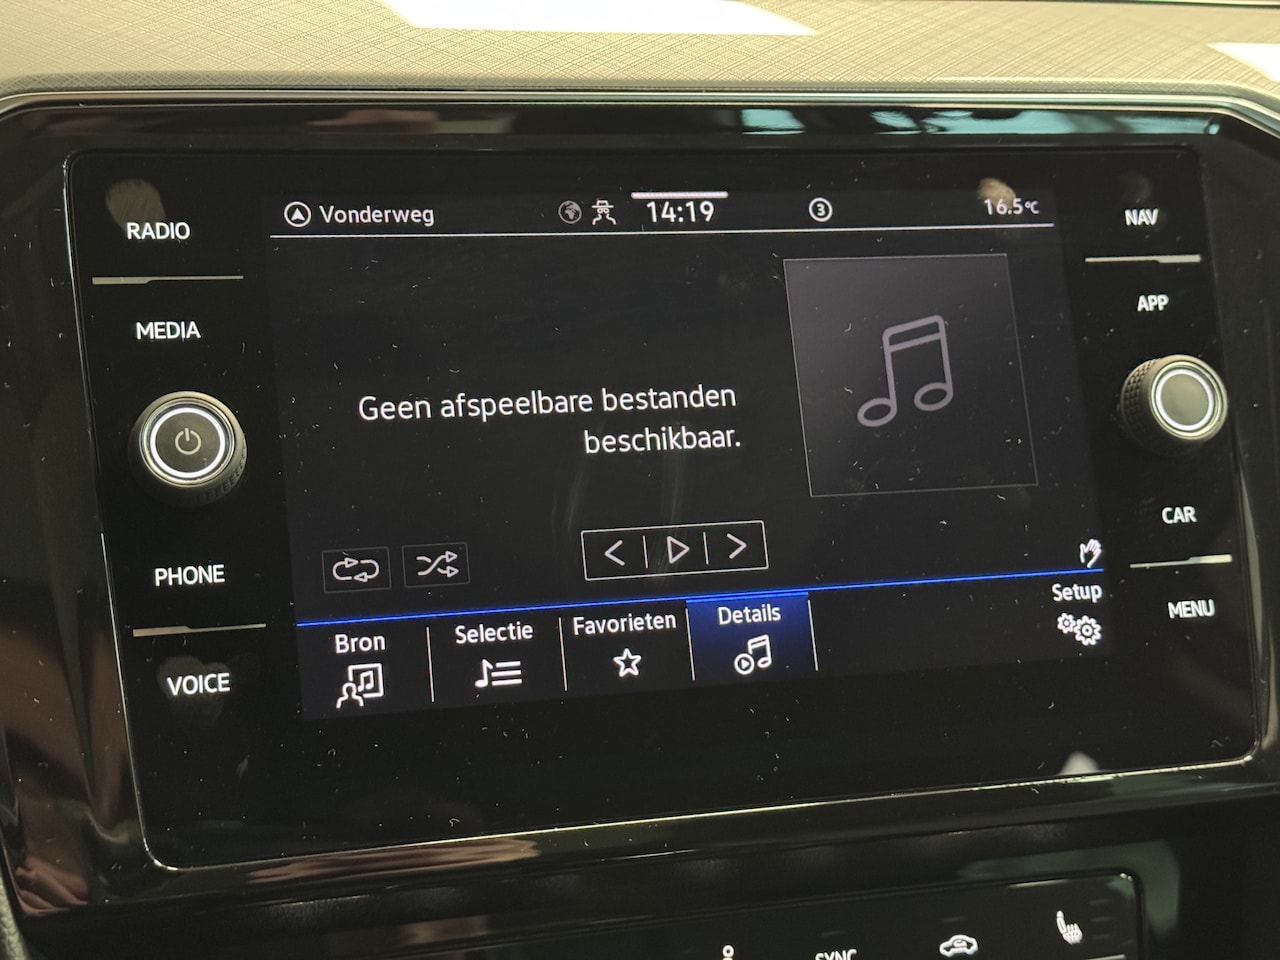 RADIO
MEDIA
PHONE
VOICE
Vonderweg
14:19
3
16.5°C
Geen afspeelbare bestanden
beschikbaar.
Bron
Selectie
Favorieten
Details
Setup
NAV
APP
CAR
MENU
SYNC